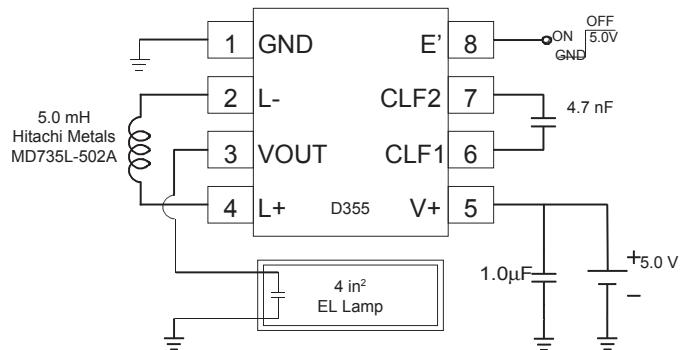 1 GND
E' 8
ON
GND
OFF
5.0V
5.0 mH
Hitachi Metals
MD735L-502A
2 L-
CLF2 7
4.7 nF
3 VOUT
CLF1 6
4 L+
D355
V+ 5
1.0μF
+
5.0 V
−
4 in²
EL Lamp